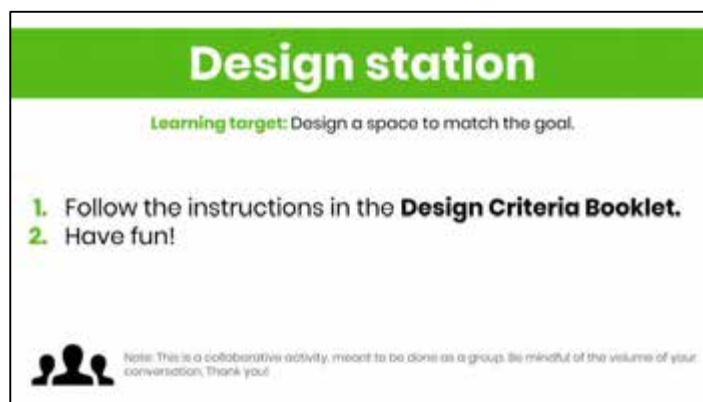 Design station
Learning target: Design a space to match the goal.
1. Follow the instructions in the Design Criteria Booklet.
2. Have fun!
Note: This is a collaborative activity, meant to be done as a group. Be mindful of the volume of your
conversation. Thank you!